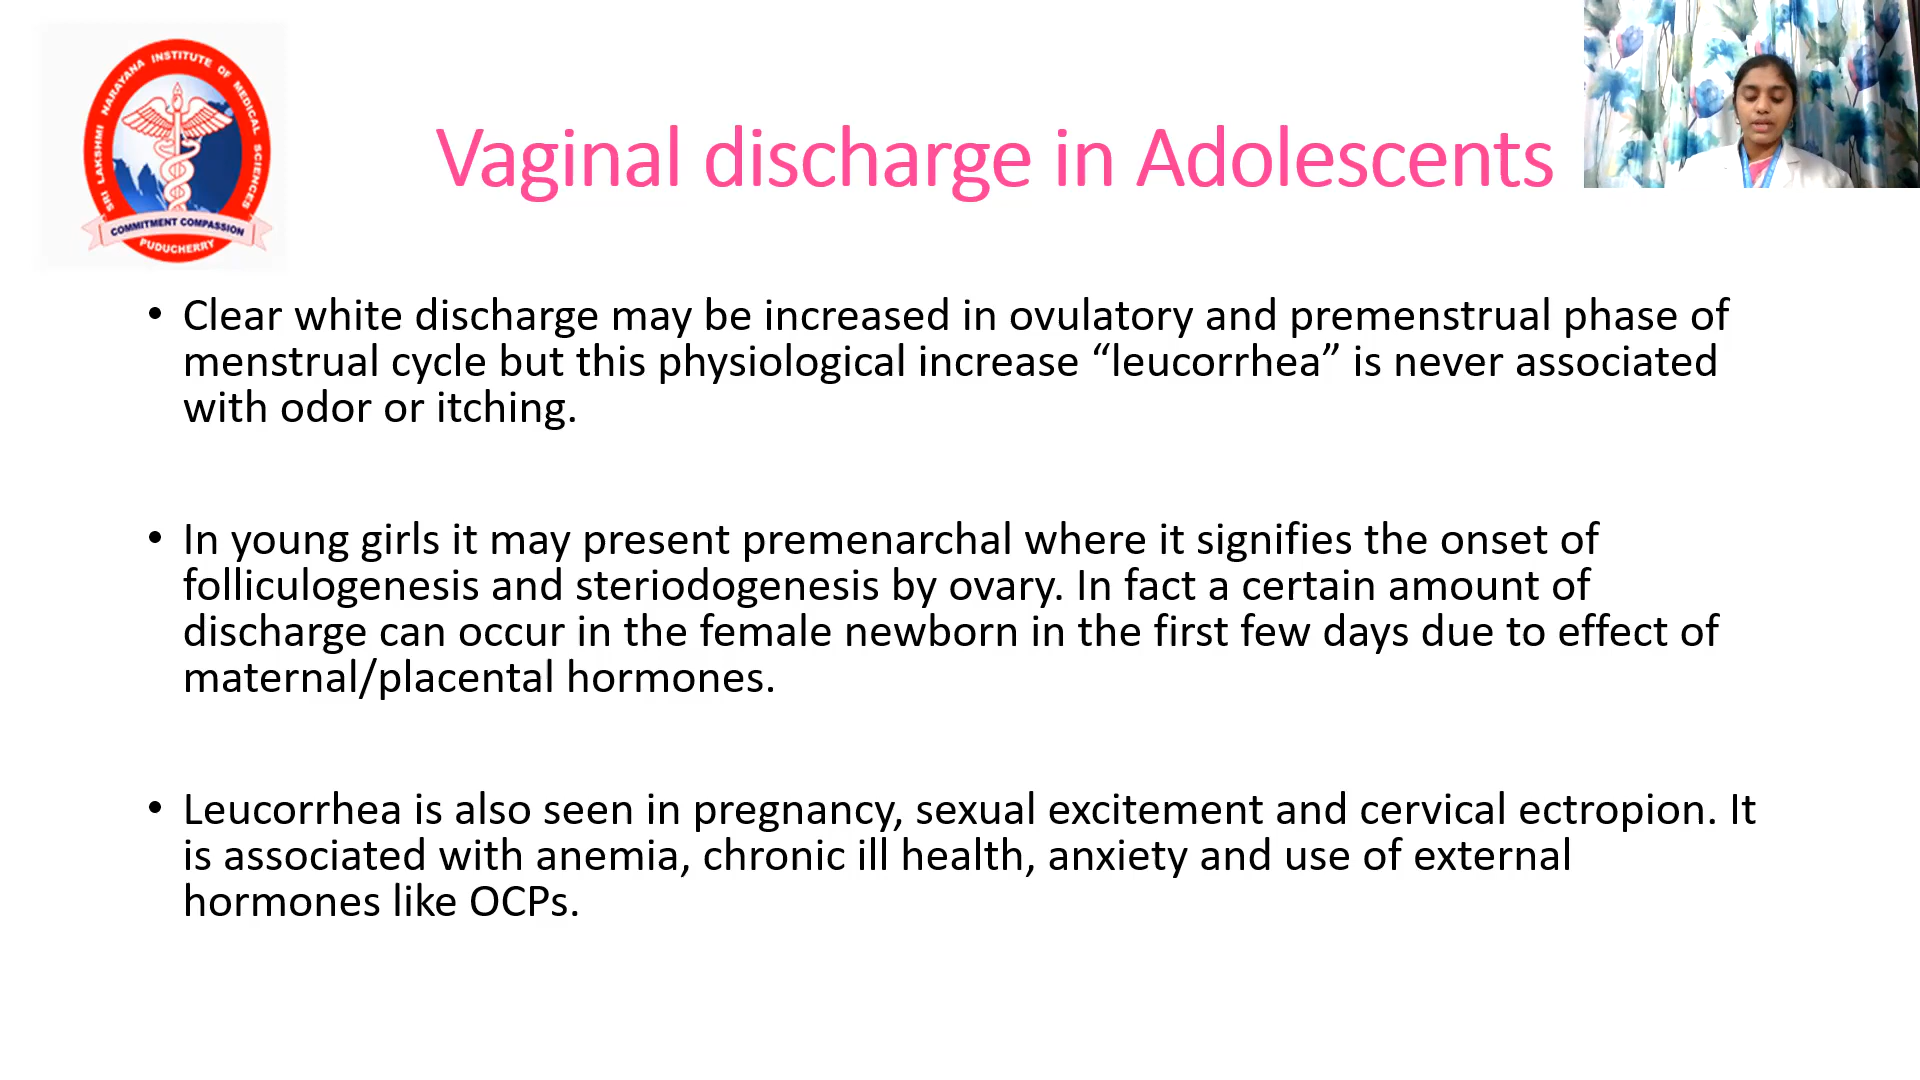 SRI LAKSHMI NARAYANA INSTITUTE OF MEDICAL SCIENCES
COMMITMENT COMPASSION
PUDUCHERRY
Vaginal discharge in Adolescents
• Clear white discharge may be increased in ovulatory and premenstrual phase of
menstrual cycle but this physiological increase “leucorrhea” is never associated
with odor or itching.
• In young girls it may present premenarchal where it signifies the onset of
folliculogenesis and steriodogenesis by ovary. In fact a certain amount of
discharge can occur in the female newborn in the first few days due to effect of
maternal/placental hormones.
• Leucorrhea is also seen in pregnancy, sexual excitement and cervical ectropion. It
is associated with anemia, chronic ill health, anxiety and use of external
hormones like OCPs.